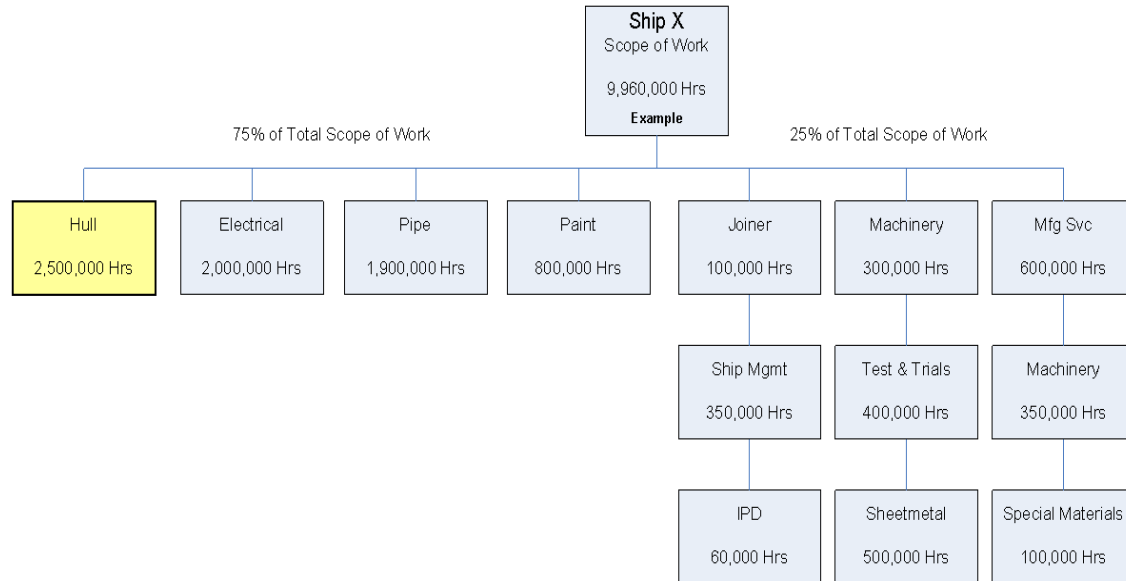 Ship X
Scope of Work
9,960,000 Hrs
Example
75% of Total Scope of Work
25% of Total Scope of Work
Hull
2,500,000 Hrs
Electrical
2,000,000 Hrs
Pipe
1,900,000 Hrs
Paint
800,000 Hrs
Joiner
100,000 Hrs
Machinery
300,000 Hrs
Mfg Svc
600,000 Hrs
Ship Mgmt
350,000 Hrs
Test & Trials
400,000 Hrs
Machinery
350,000 Hrs
IPD
60,000 Hrs
Sheetmetal
500,000 Hrs
Special Materials
100,000 Hrs